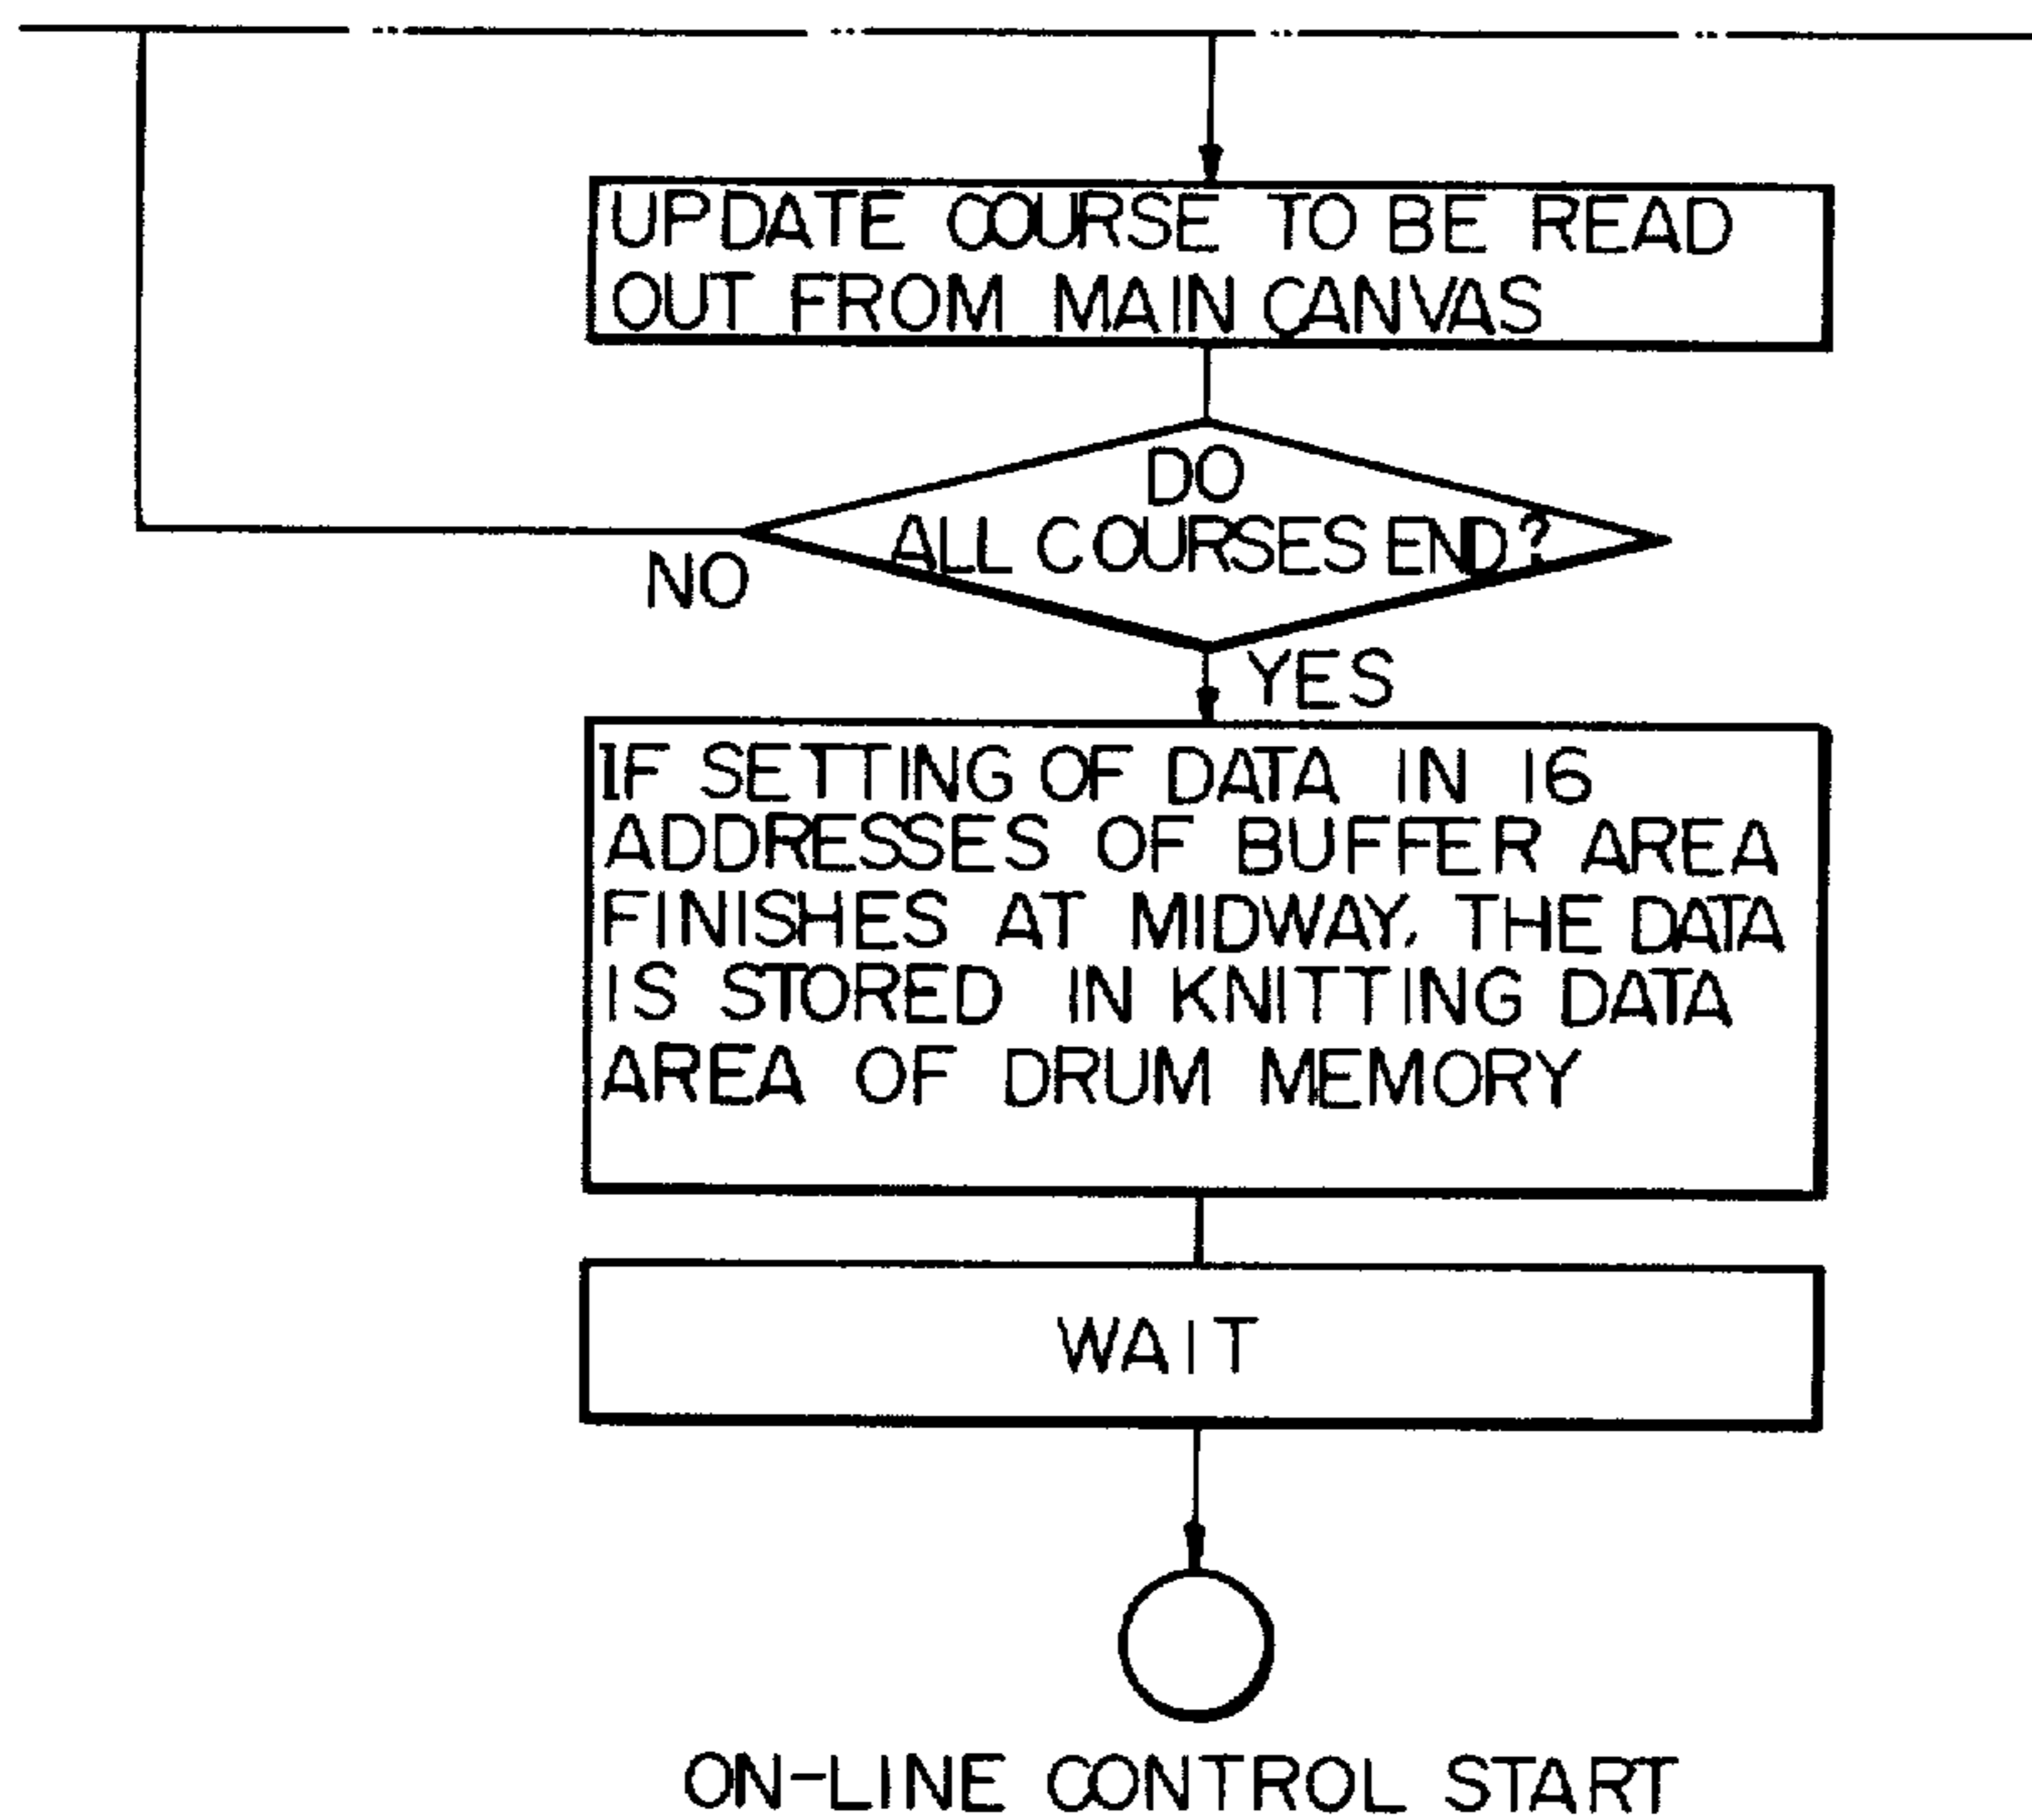 UPDATE COURSE TO BE READ
OUT FROM MAIN CANVAS
DO
ALL COURSES END?
NO
YES
IF SETTING OF DATA IN 16
ADDRESSES OF BUFFER AREA
FINISHES AT MIDWAY, THE DATA
IS STORED IN KNITTING DATA
AREA OF DRUM MEMORY
WAIT
ON-LINE CONTROL START